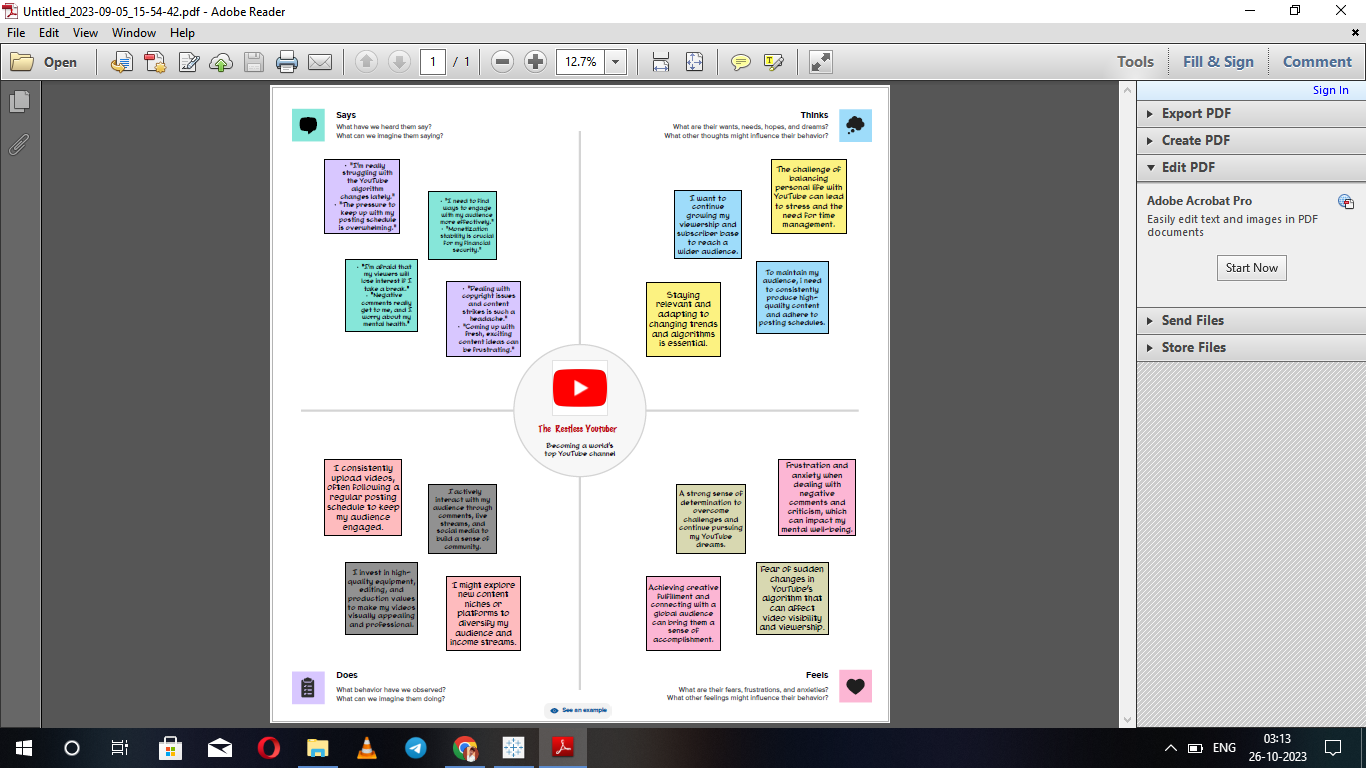 Untitled_2023-09-05_15-54-42.pdf - Adobe Reader
File Edit View Window Help
Open
1 / 1
12.7%
Tools Fill & Sign Comment
Sign In
Export PDF
Create PDF
Edit PDF
Adobe Acrobat Pro
Easily edit text and images in PDF
documents
Start Now
Send Files
Store Files
Says
What have we heard them say?
What can we imagine them saying?
• "I'm really
struggling with
the YouTube
algorithm
changes lately."
• "The pressure to
keep up with my
posting schedule
is overwhelming."
• "I need to find
ways to engage
with my audience
more effectively."
• "Monetization
stability is crucial
for my financial
security."
• "I'm afraid that
my viewers will
lose interest if I
take a break."
• "Negative
comments really
get to me, and I
worry about my
mental health."
• "Dealing with
copyright issues
and content
strikes is such a
headache."
• "Coming up with
fresh, exciting
content ideas can
be frustrating."
Thinks
What are their wants, needs, hopes, and dreams?
What other thoughts might influence their behavior?
The challenge of
balancing
personal life with
YouTube can lead
to stress and the
need for time
management.
I want to
continue
growing my
viewership and
subscriber base
to reach a
wider audience.
To maintain my
audience, i need
to consistently
produce high-
quality content
and adhere to
posting schedules.
Staying
relevant and
adapting to
changing trends
and algorithms
is essential.
The Restless Youtuber
Becoming a world's
top YouTube channel
I consistently
upload videos,
often following a
regular posting
schedule to keep
my audience
engaged.
I actively
interact with my
audience through
comments, live
streams, and
social media to
build a sense of
community.
I invest in high-
quality equipment,
editing, and
production values
to make my videos
visually appealing
and professional.
I might explore
new content
niches or
platforms to
diversify my
audience and
income streams.
Does
What behavior have we observed?
What can we imagine them doing?
Frustration and
anxiety when
dealing with
negative
comments and
criticism, which
can impact my
mental well-being.
A strong sense of
determination to
overcome
challenges and
continue pursuing
my YouTube
dreams.
Fear of sudden
changes in
YouTube's
algorithm that
can affect
video visibility
and viewership.
Achieving creative
fulfillment and
connecting with a
global audience
can bring them a
sense of
accomplishment.
Feels
What are their fears, frustrations, and anxieties?
What other feelings might influence their behavior?
See an example
ENG
03:13
26-10-2023